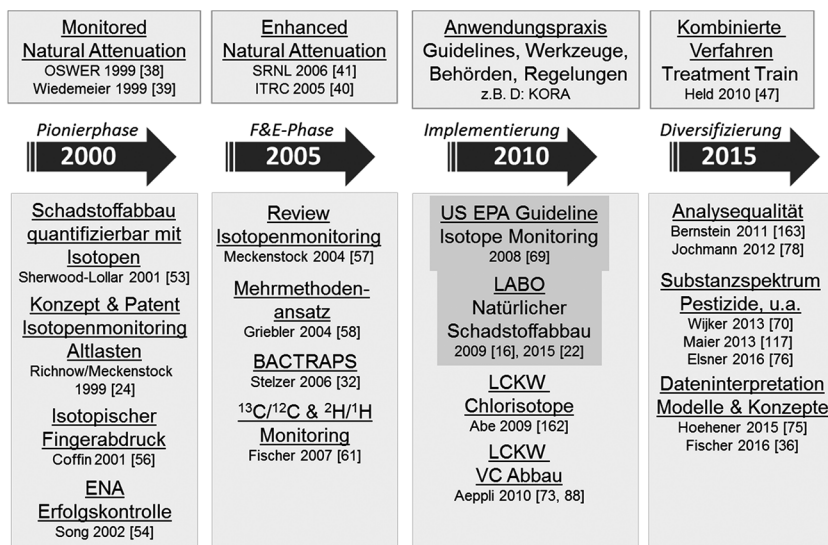 Monitored
Natural Attenuation
OSWER 1999 [38]
Wiedemeier 1999 [39]
Enhanced
Natural Attenuation
SRNL 2006 [41]
ITRC 2005 [40]
Anwendungspraxis
Guidelines, Werkzeuge,
Behörden, Regelungen
z.B. D: KORA
Kombinierte
Verfahren
Treatment Train
Held 2010 [47]
Pionierphase
2000
F&E-Phase
2005
Implementierung
2010
Diversifizierung
2015
Schadstoffabbau
quantifizierbar mit
Isotopen
Sherwood-Lollar 2001 [53]
Konzept & Patent
Isotopenmonitoring
Altlasten
Richnow/Meckenstock
1999 [24]
Isotopischer
Fingerabdruck
Coffin 2001 [56]
ENA
Erfolgskontrolle
Song 2002 [54]
Review
Isotopenmonitoring
Meckenstock 2004 [57]
Mehrmethoden-
ansatz
Griebler 2004 [58]
BACTRAPS
Stelzer 2006 [32]
¹³C/¹²C & ²H/¹H
Monitoring
Fischer 2007 [61]
US EPA Guideline
Isotope Monitoring
2008 [69]
LABO
Natürlicher
Schadstoffabbau
2009 [16], 2015 [22]
LCKW
Chlorisotope
Abe 2009 [162]
LCKW
VC Abbau
Aeppli 2010 [73, 88]
Analysequalität
Bernstein 2011 [163]
Jochmann 2012 [78]
Substanzspektrum
Pestizide, u.a.
Wijker 2013 [70]
Maier 2013 [117]
Elsner 2016 [76]
Dateninterpretation
Modelle & Konzepte
Hoehener 2015 [75]
Fischer 2016 [36]